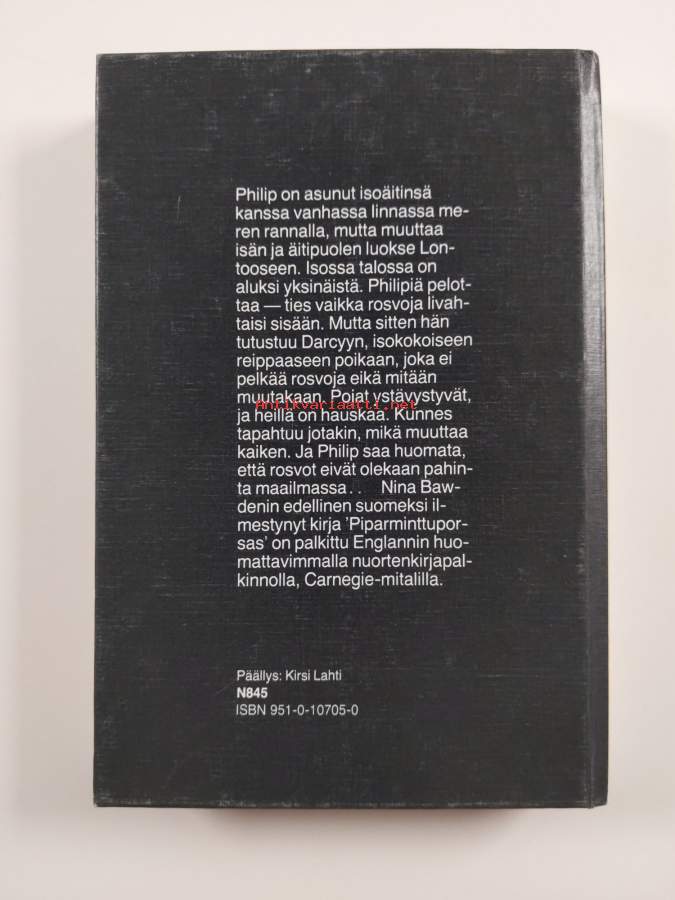 Philip on asunut isoäitinsä
kanssa vanhassa linnassa me-
ren rannalla, mutta muuttaa
isän ja äitipuolen luokse Lon-
tooseen. Isossa talossa on
aluksi yksinäistä. Philipiä pelot-
taa — ties vaikka rosvoja livah-
taisi sisään. Mutta sitten hän
tutustuu Darcyyn, isokokoiseen
reippaaseen poikaan, joka ei
pelkää rosvoja eikä mitään
muutakaan. Pojat ystävystyvät,
Antikvariaatti.net
ja heillä on hauskaa. Kunnes
tapahtuu jotakin, mikä muuttaa
kaiken. Ja Philip saa huomata,
että rosvot eivät olekaan pahin-
ta maailmassa.. Nina Baw-
denin edellinen suomeksi il-
mestynyt kirja 'Piparminttupor-
sas' on palkittu Englannin huo-
mattavimmalla nuortenkirjapal-
kinnolla, Carnegie-mitalilla.
Päällys: Kirsi Lahti
N845
ISBN 951-0-10705-0